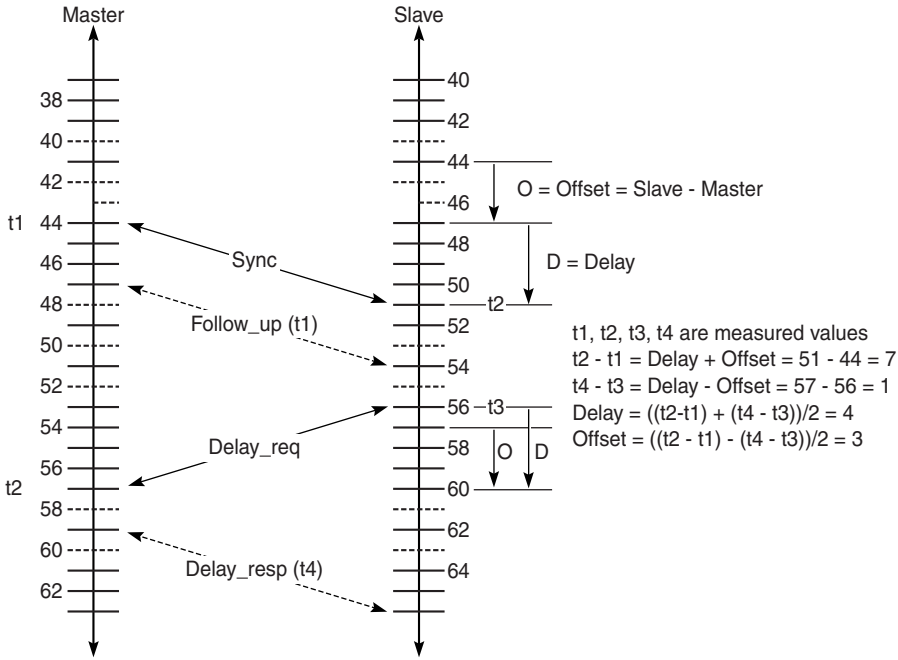 Master
Slave
38
40
42
t1 44
46
48
50
52
54
56
t2
58
60
62
40
42
44
46
48
50
t2
52
54
56 t3
58
60
62
64
O = Offset = Slave - Master
D = Delay
Sync
Follow_up (t1)
Delay_req
Delay_resp (t4)
O
D
t1, t2, t3, t4 are measured values
t2 - t1 = Delay + Offset = 51 - 44 = 7
t4 - t3 = Delay - Offset = 57 - 56 = 1
Delay = ((t2-t1) + (t4 - t3))/2 = 4
Offset = ((t2 - t1) - (t4 - t3))/2 = 3